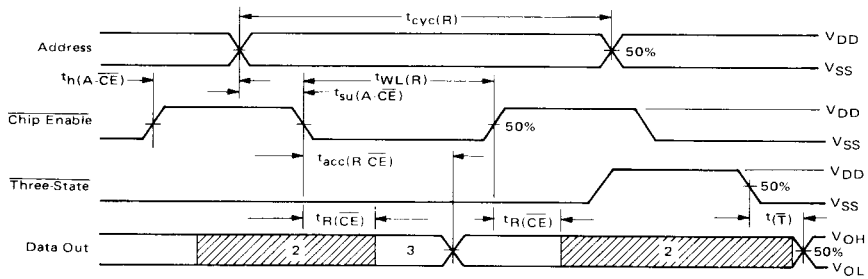 tcyc(R)
Address
50%
VDD
VSS
th(A-CE)
tWL(R)
tsu(A-CE)
Chip Enable
50%
VDD
VSS
tacc(R CE)
Three-State
50%
VDD
VSS
tR(CE)
tR(CE)
t(T)
Data Out
2
3
2
50%
VOH
VOL